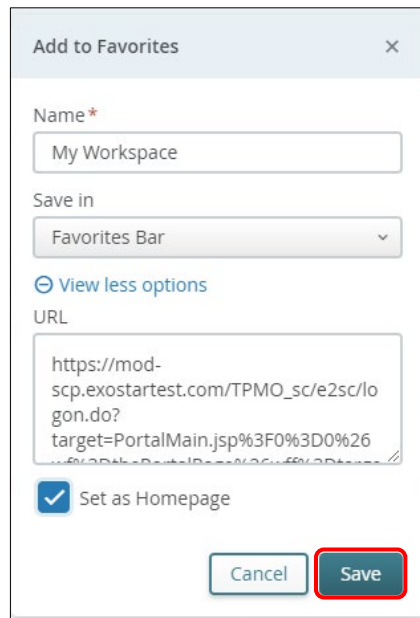 Add to Favorites
Name*
My Workspace
Save in
Favorites Bar
View less options
URL
https://mod-
scp.exostartest.com/TPMO_sc/e2sc/lo
gon.do?
target=PortalMain.jsp%3F0%3D0%26
Set as Homepage
Cancel
Save